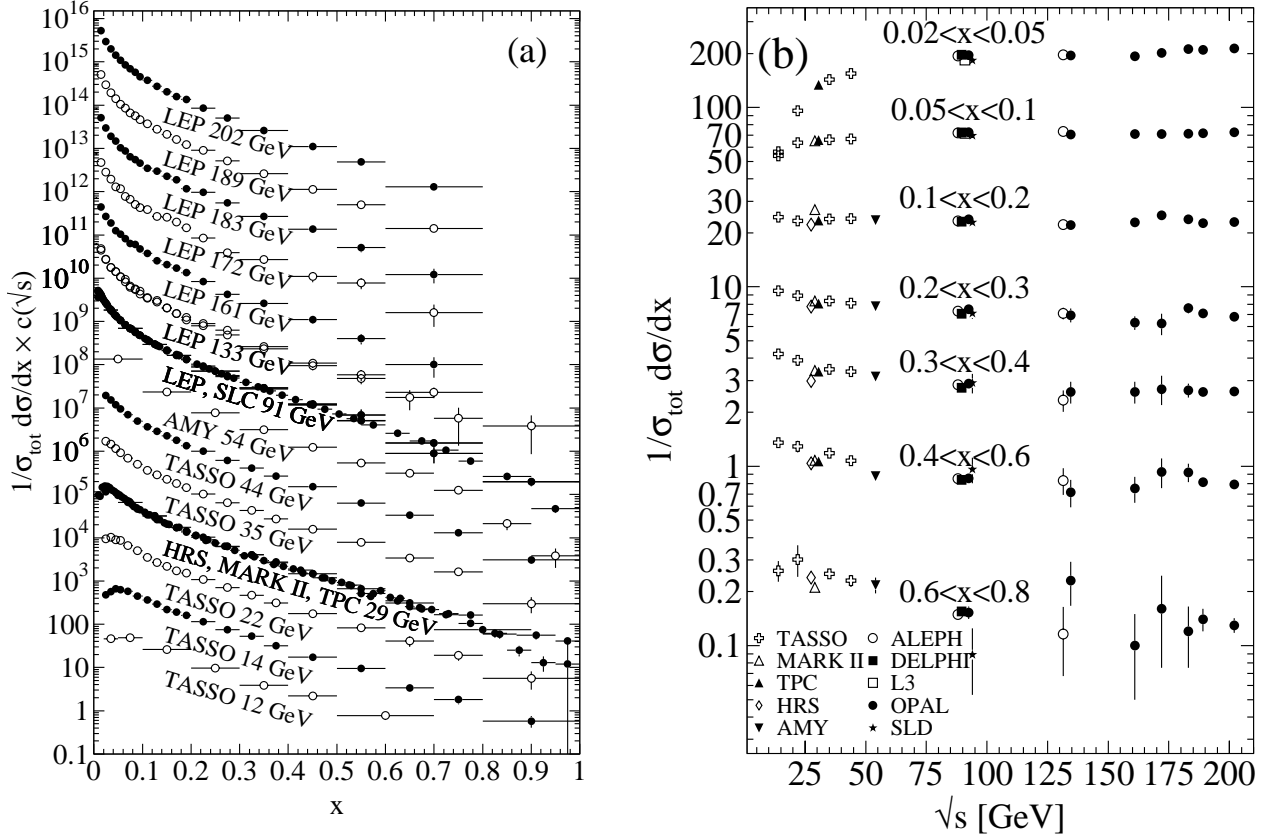 (a)
10^16
10^15
10^14
10^13
10^12
10^11
10^10
10^9
10^8
10^7
10^6
10^5
10^4
10^3
100
10
1
0.1
1/σ_tot dσ/dx × c(√s)
LEP 202 GeV
LEP 189 GeV
LEP 183 GeV
LEP 172 GeV
LEP 161 GeV
LEP 133 GeV
LEP, SLC 91 GeV
AMY 54 GeV
TASSO 44 GeV
TASSO 35 GeV
HRS, MARK II, TPC 29 GeV
TASSO 22 GeV
TASSO 14 GeV
TASSO 12 GeV
0 0.1 0.2 0.3 0.4 0.5 0.6 0.7 0.8 0.9 1
x
(b)
200
100
70
50
30
20
10
7
5
3
2
1
0.7
0.5
0.3
0.2
0.1
1/σ_tot dσ/dx
0.02<x<0.05
0.05<x<0.1
0.1<x<0.2
0.2<x<0.3
0.3<x<0.4
0.4<x<0.6
0.6<x<0.8
TASSO
MARK II
TPC
HRS
AMY
ALEPH
DELPHI
L3
OPAL
SLD
25 50 75 100 125 150 175 200
√s [GeV]